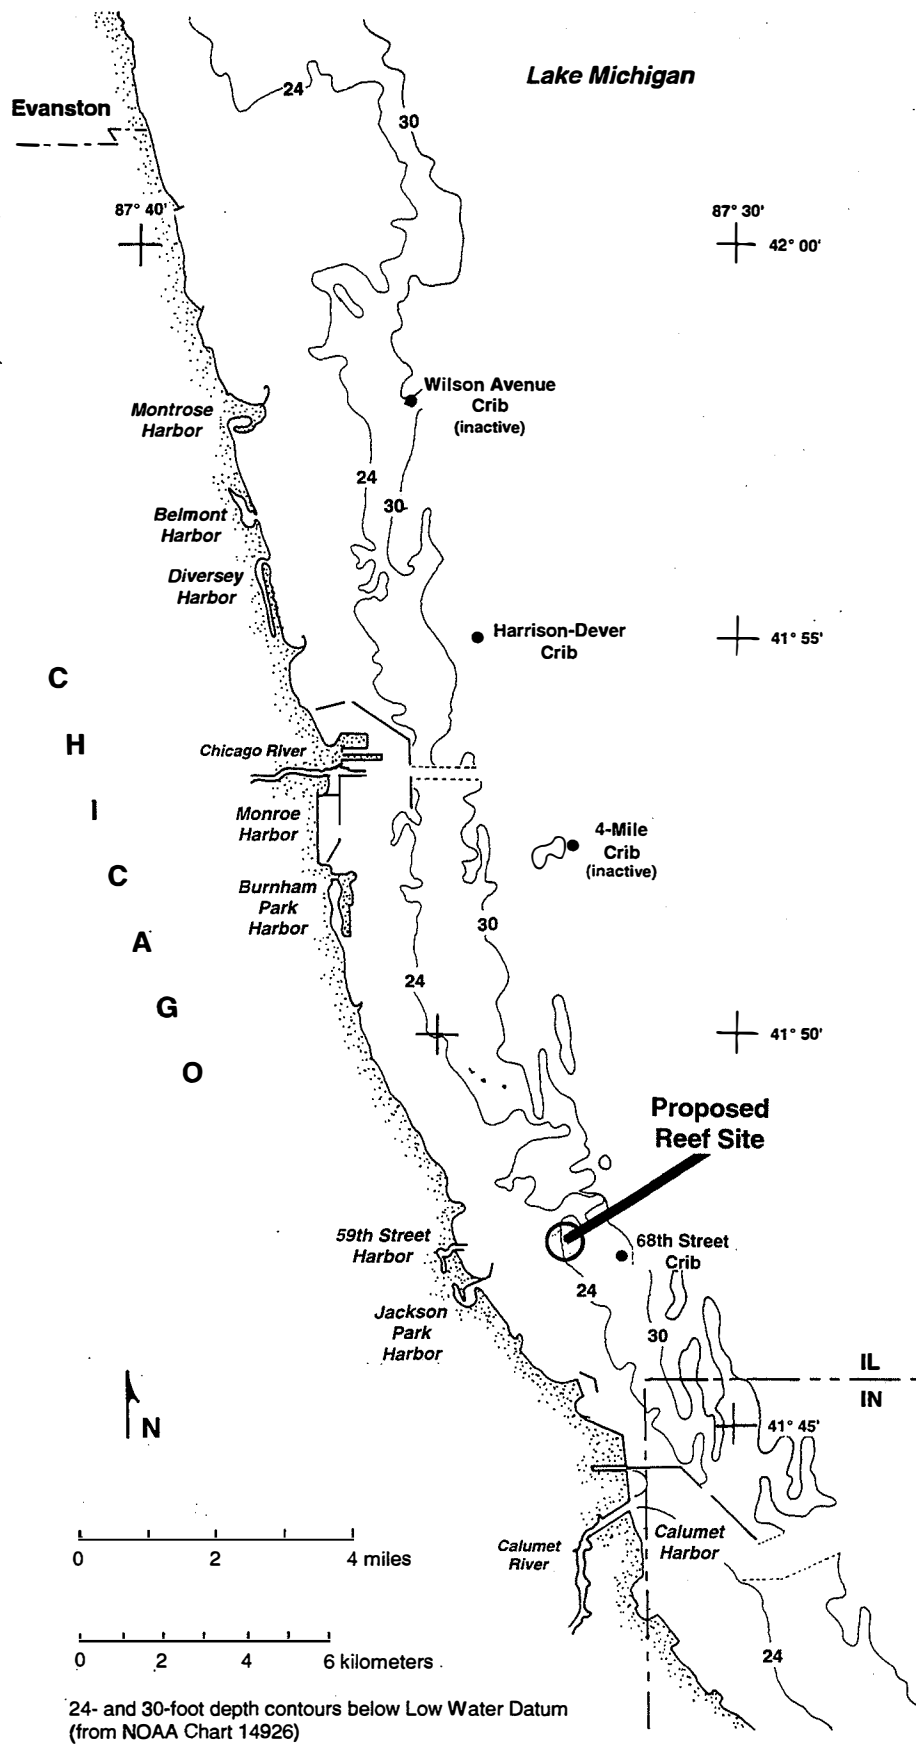 Lake Michigan
24
Evanston
30
87° 40'
87° 30'
42° 00'
Wilson Avenue
Crib
(inactive)
Montrose
Harbor
24
30
Belmont
Harbor
Diversey
Harbor
Harrison-Dever
Crib
41° 55'
C
H
I
C
A
G
O
Chicago River
Monroe
Harbor
4-Mile
Crib
(inactive)
Burnham
Park
Harbor
30
24
41° 50'
Proposed
Reef Site
59th Street
Harbor
68th Street
Crib
24
Jackson
Park
Harbor
30
IL
IN
N
41° 45'
Calumet
River
Calumet
Harbor
0 2 4 miles
24
0 2 4 6 kilometers
24- and 30-foot depth contours below Low Water Datum
(from NOAA Chart 14926)